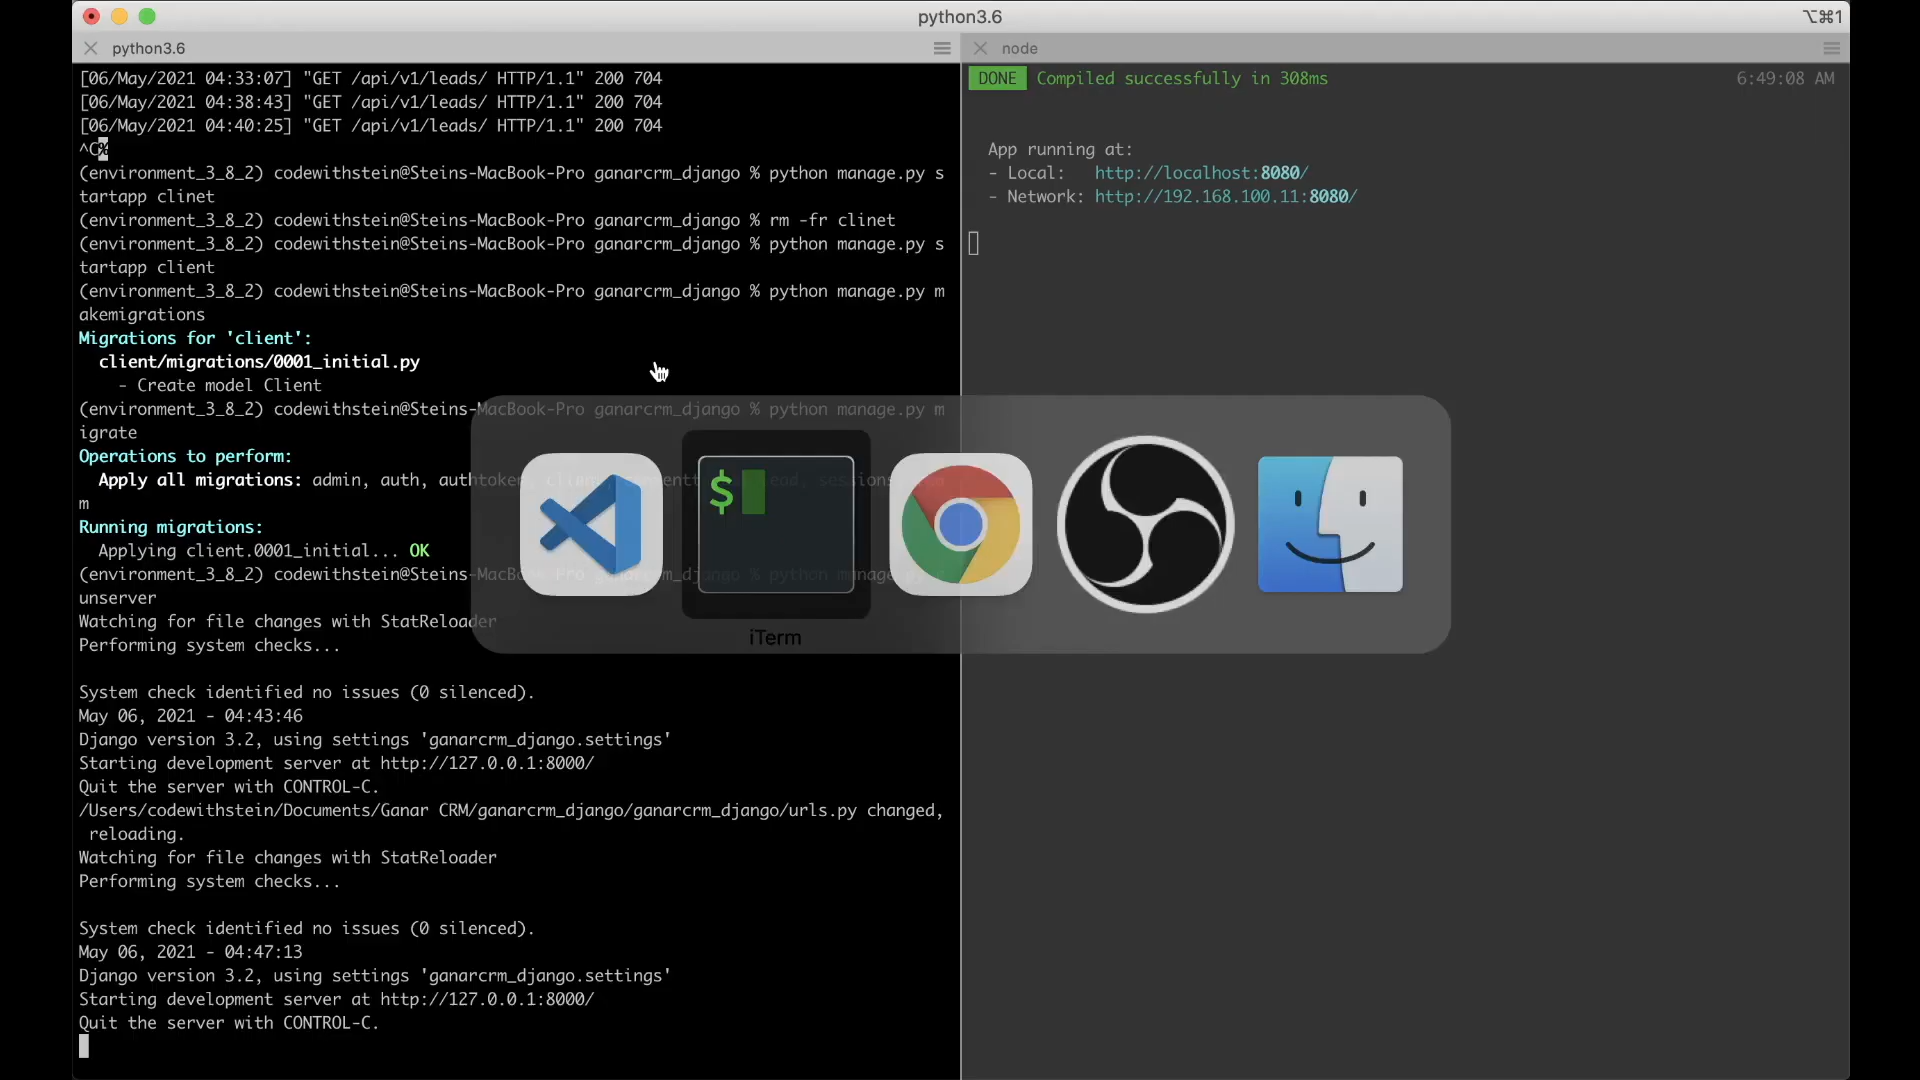 python3.6
⌥⌘1
python3.6
node
[06/May/2021 04:33:07] "GET /api/v1/leads/ HTTP/1.1" 200 704
[06/May/2021 04:38:43] "GET /api/v1/leads/ HTTP/1.1" 200 704
[06/May/2021 04:40:25] "GET /api/v1/leads/ HTTP/1.1" 200 704
^C%
(environment_3_8_2) codewithstein@Steins-MacBook-Pro ganarcrm_django % python manage.py s
tartapp clinet
(environment_3_8_2) codewithstein@Steins-MacBook-Pro ganarcrm_django % rm -fr clinet
(environment_3_8_2) codewithstein@Steins-MacBook-Pro ganarcrm_django % python manage.py s
tartapp client
(environment_3_8_2) codewithstein@Steins-MacBook-Pro ganarcrm_django % python manage.py m
akemigrations
Migrations for 'client':
client/migrations/0001_initial.py
- Create model Client
(environment_3_8_2) codewithstein@Steins-MacBook-Pro ganarcrm_django % python manage.py m
igrate
Operations to perform:
Apply all migrations: admin, auth, authtoken, sessions,
m
Running migrations:
Applying client.0001_initial... OK
(environment_3_8_2) codewithstein@Steins-MacBook-Pro ganarcrm_django % python manage.py
unserver
Watching for file changes with StatReloader
Performing system checks...
System check identified no issues (0 silenced).
May 06, 2021 - 04:43:46
Django version 3.2, using settings 'ganarcrm_django.settings'
Starting development server at http://127.0.0.1:8000/
Quit the server with CONTROL-C.
/Users/codewithstein/Documents/Ganar CRM/ganarcrm_django/ganarcrm_django/urls.py changed,
reloading.
Watching for file changes with StatReloader
Performing system checks...
System check identified no issues (0 silenced).
May 06, 2021 - 04:47:13
Django version 3.2, using settings 'ganarcrm_django.settings'
Starting development server at http://127.0.0.1:8000/
Quit the server with CONTROL-C.
DONE Compiled successfully in 308ms
6:49:08 AM
App running at:
- Local: http://localhost:8080/
- Network: http://192.168.100.11:8080/
$
iTerm